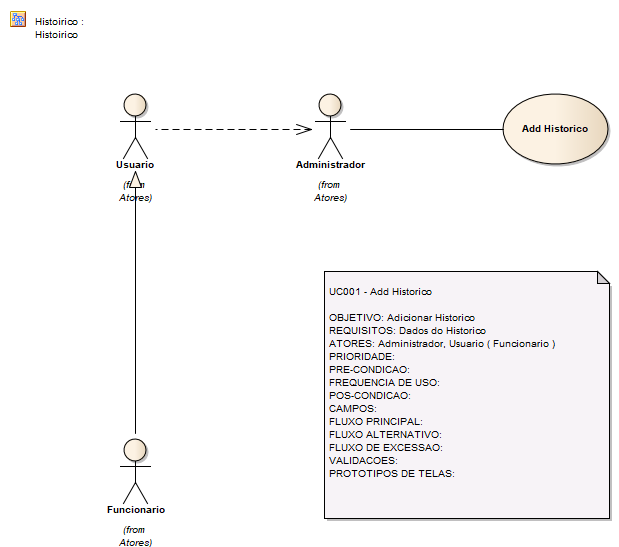 Histoirico :
Histoirico
Usuario
(from
Atores)
Administrador
(from
Atores)
Add Historico
UC001 - Add Historico
OBJETIVO: Adicionar Historico
REQUISITOS: Dados do Historico
ATORES: Administrador, Usuario ( Funcionario )
PRIORIDADE:
PRE-CONDICAO:
FREQUENCIA DE USO:
POS-CONDICAO:
CAMPOS:
FLUXO PRINCIPAL:
FLUXO ALTERNATIVO:
FLUXO DE EXCESSAO:
VALIDACOES:
PROTOTIPOS DE TELAS:
Funcionario
(from
Atores)